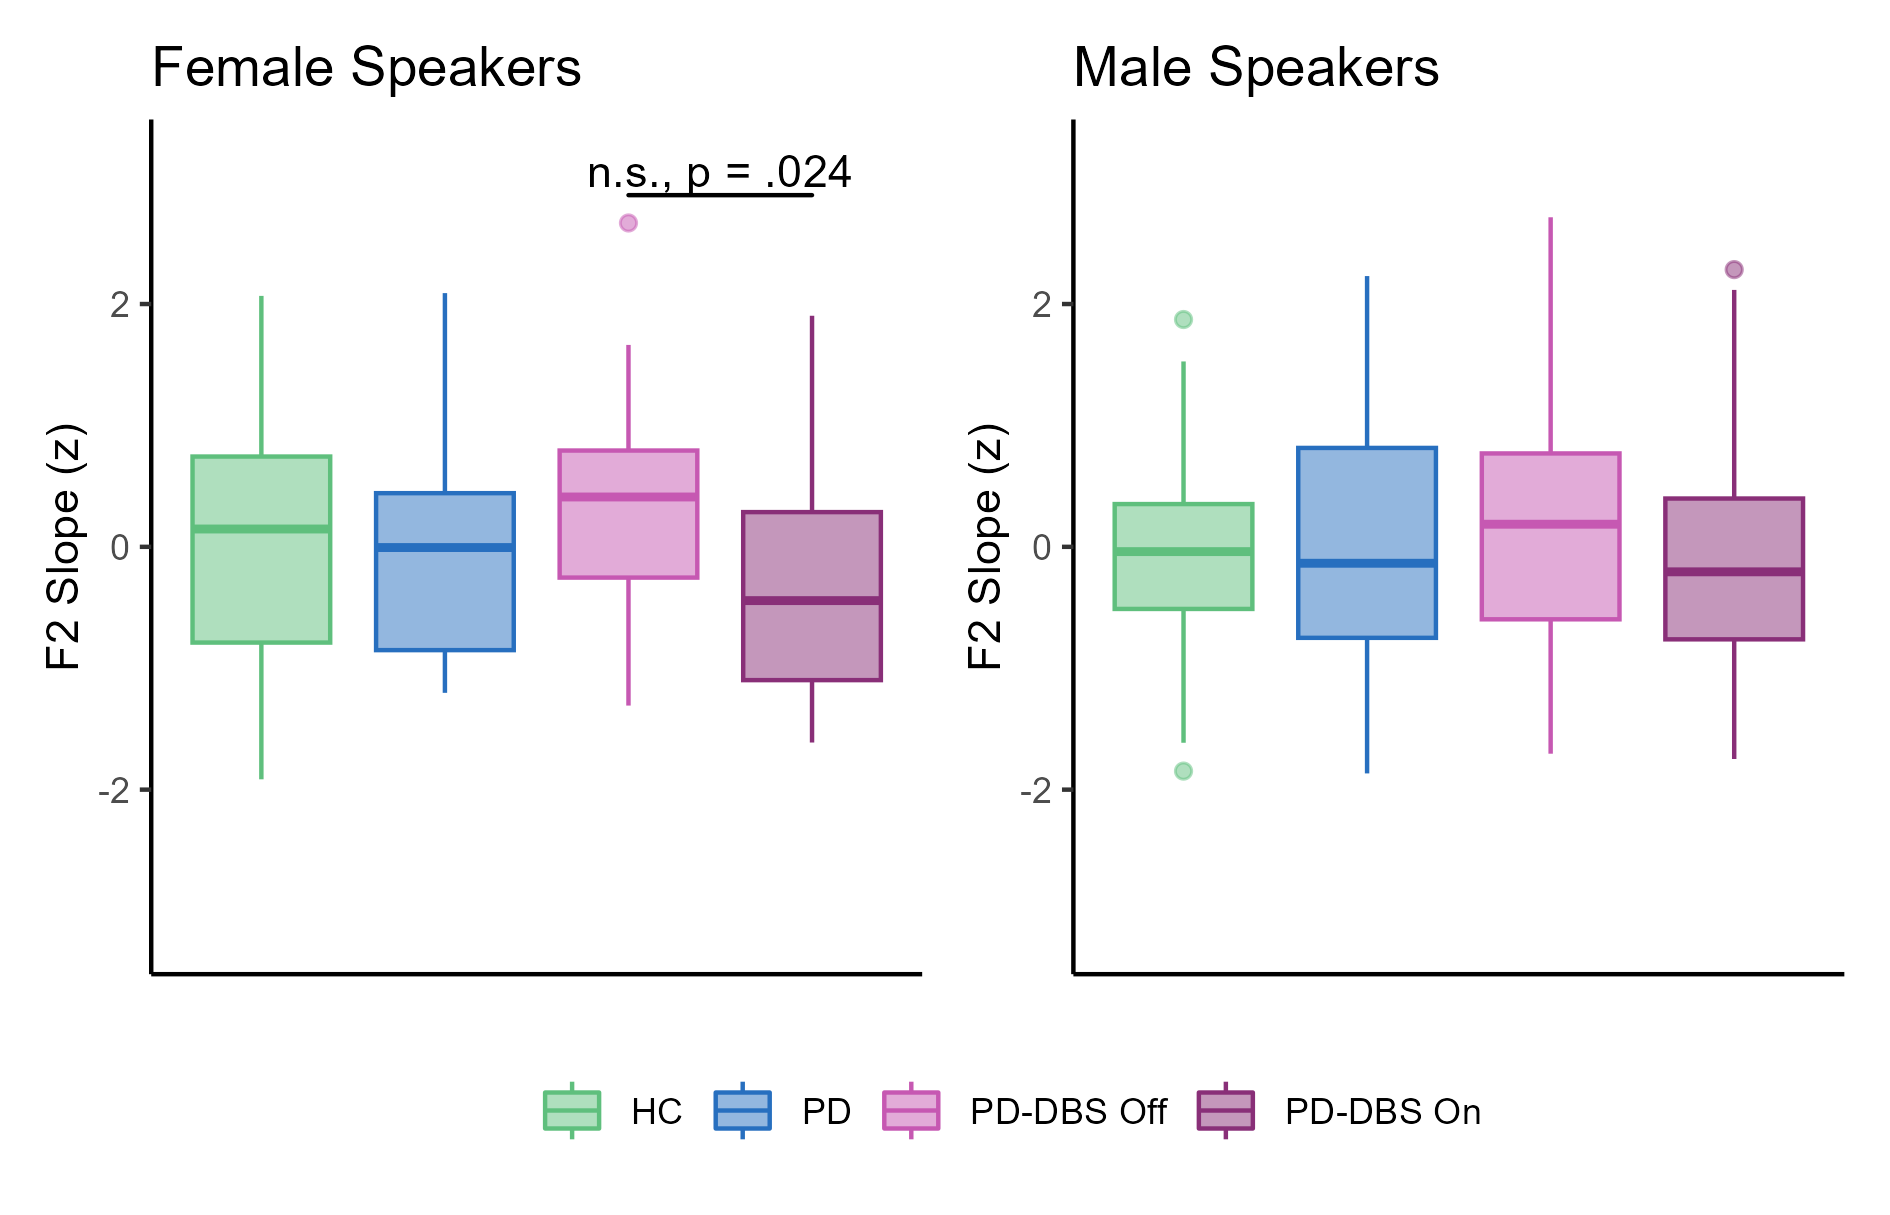 Female Speakers
n.s., p = .024
F2 Slope (z)
2
0
-2
Male Speakers
F2 Slope (z)
2
0
-2
HC PD PD-DBS Off PD-DBS On